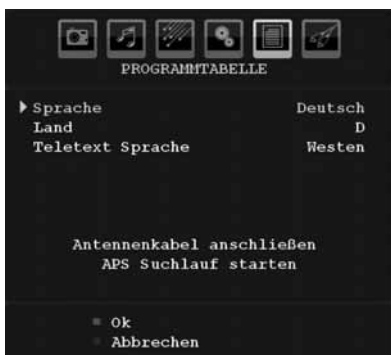 PROGRAMMTABELLE
Sprache Deutsch
Land D
Teletext Sprache Westen
Antennenkabel anschließen
APS Suchlauf starten
Ok
Abbrechen